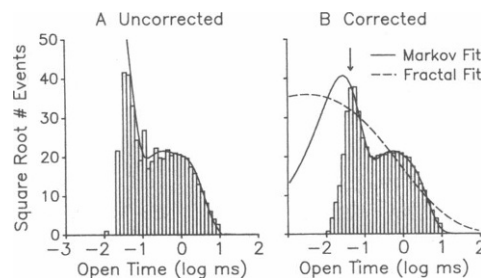 A Uncorrected
B Corrected
Markov Fit
Fractal Fit
Square Root # Events
50
40
30
20
10
0
−3 −2 −1 0 1 2
−2 −1 0 1 2
Open Time (log ms)
Open Time (log ms)